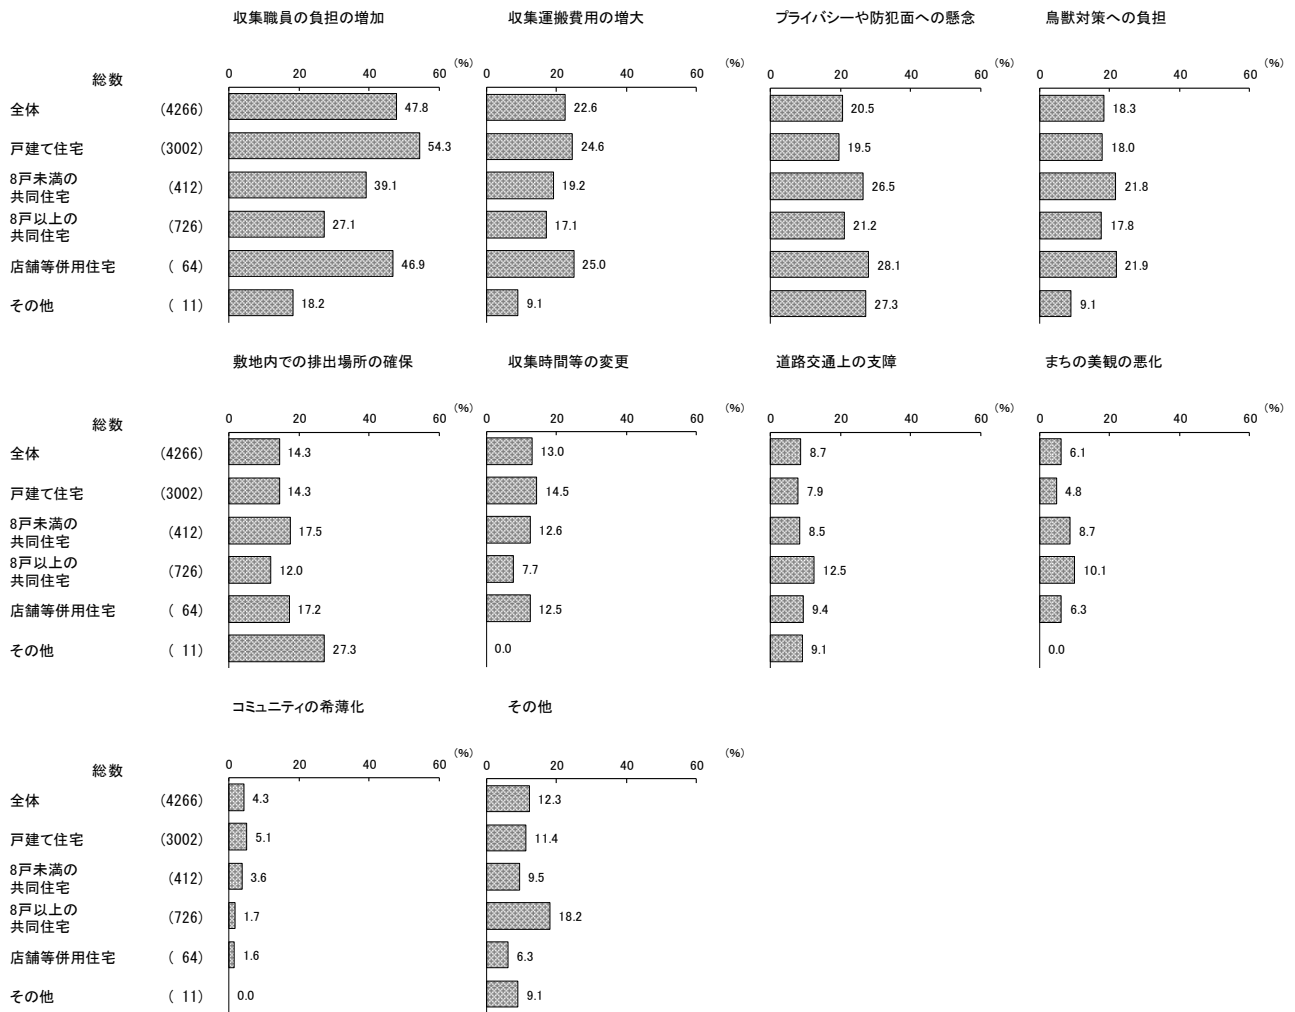 収集職員の負担の増加 収集運搬費用の増大 プライバシーや防犯面への懸念 鳥獣対策への負担
総数 0 20 40 60 (%) 0 20 40 60 (%) 0 20 40 60 (%) 0 20 40 60 (%)
全体 (4266) 47.8 22.6 20.5 18.3
戸建て住宅 (3002) 54.3 24.6 19.5 18.0
8戸未満の
共同住宅 (412) 39.1 19.2 26.5 21.8
8戸以上の
共同住宅 (726) 27.1 17.1 21.2 17.8
店舗等併用住宅 ( 64) 46.9 25.0 28.1 21.9
その他 ( 11) 18.2 9.1 27.3 9.1
敷地内での排出場所の確保 収集時間等の変更 道路交通上の支障 まちの美観の悪化
総数 0 20 40 60 (%) 0 20 40 60 (%) 0 20 40 60 (%) 0 20 40 60 (%)
全体 (4266) 14.3 13.0 8.7 6.1
戸建て住宅 (3002) 14.3 14.5 7.9 4.8
8戸未満の
共同住宅 (412) 17.5 12.6 8.5 8.7
8戸以上の
共同住宅 (726) 12.0 7.7 12.5 10.1
店舗等併用住宅 ( 64) 17.2 12.5 9.4 6.3
その他 ( 11) 27.3 0.0 9.1 0.0
コミュニティの希薄化 その他
総数 0 20 40 60 (%) 0 20 40 60 (%)
全体 (4266) 4.3 12.3
戸建て住宅 (3002) 5.1 11.4
8戸未満の
共同住宅 (412) 3.6 9.5
8戸以上の
共同住宅 (726) 1.7 18.2
店舗等併用住宅 ( 64) 1.6 6.3
その他 ( 11) 0.0 9.1